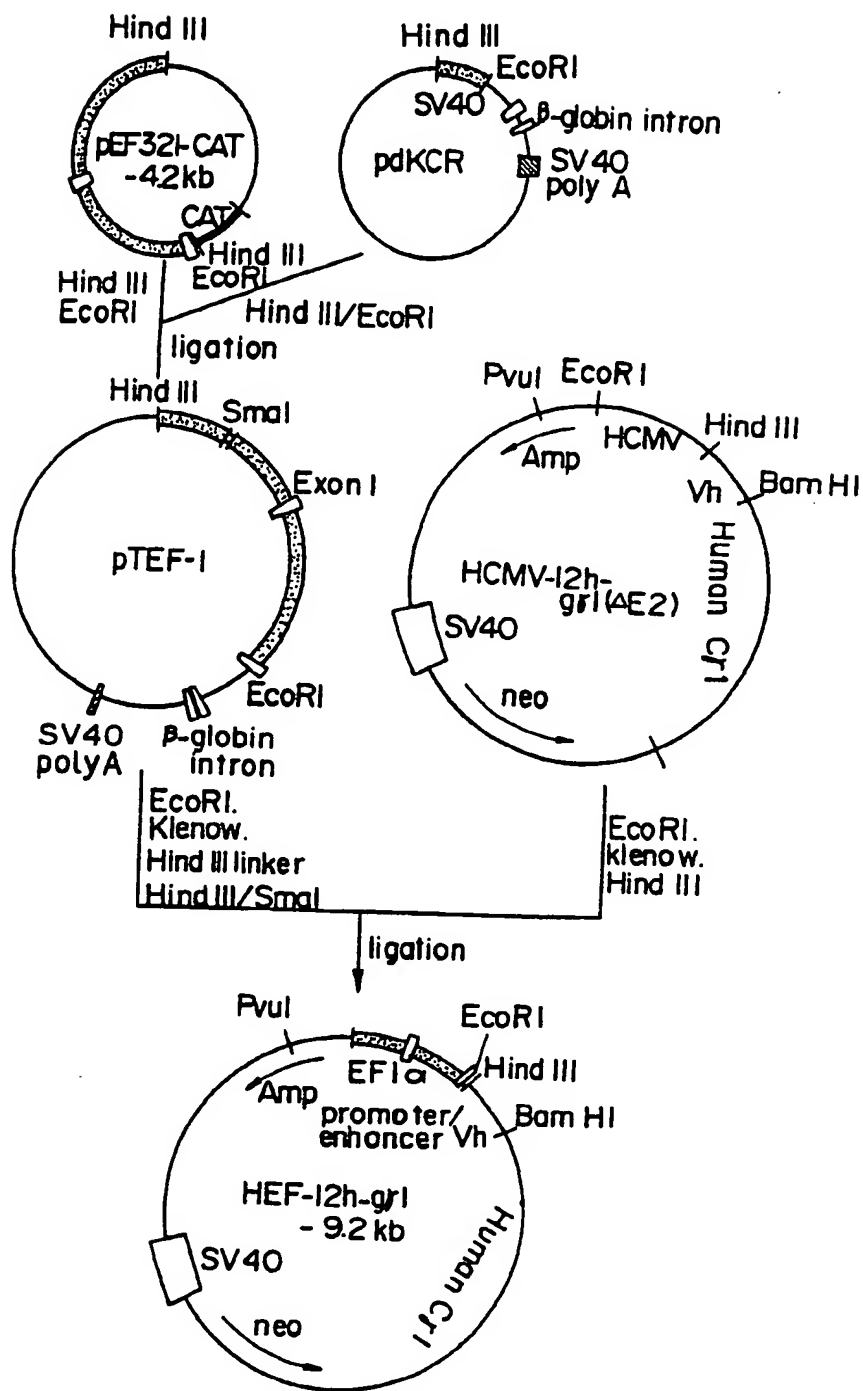 Hind III
pEF321-CAT
-4.2kb
CAT
Hind III
EcoRI
Hind III
EcoRI
SV40
β-globin intron
pdKCR
SV40
poly A
Hind III
EcoRI
Hind III/EcoRI
ligation
Hind III
SmaI
Exon I
pTEF-1
EcoRI
SV40
polyA
β-globin
intron
PvuI
EcoRI
HCMV
Hind III
Amp
Vh
Bam HI
Human Cγ1
HCMV-12h-
gγ1(ΔE2)
SV40
neo
EcoRI.
Klenow.
Hind III linker
Hind III/SmaI
EcoRI.
klenow.
Hind III
ligation
PvuI
EcoRI
EF1α
Hind III
Amp
promoter/
enhancer
Vh
Bam HI
HEF-12h-gγ1
- 9.2 kb
Human Cγ1
SV40
neo